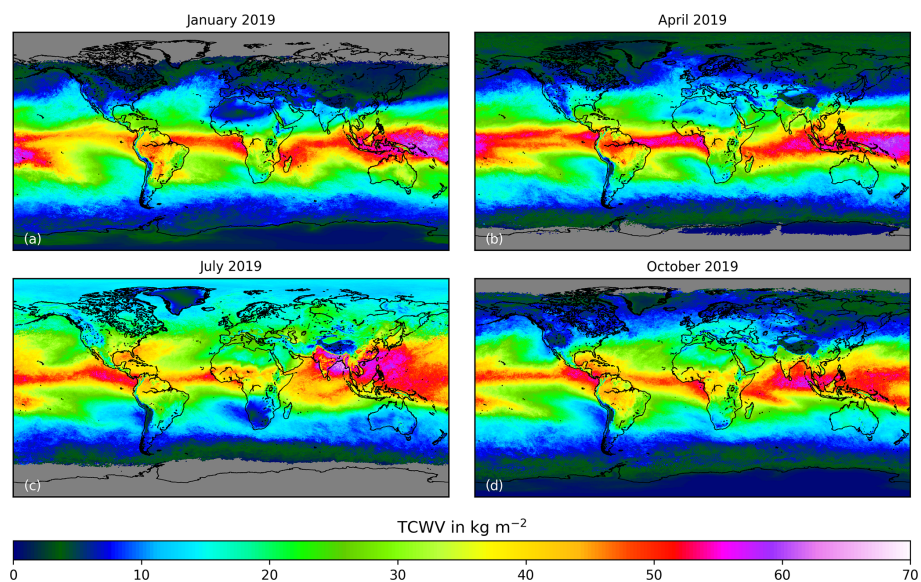 January 2019
April 2019
(a)
(b)
July 2019
October 2019
(c)
(d)
TCWV in kg m⁻²
0 10 20 30 40 50 60 70